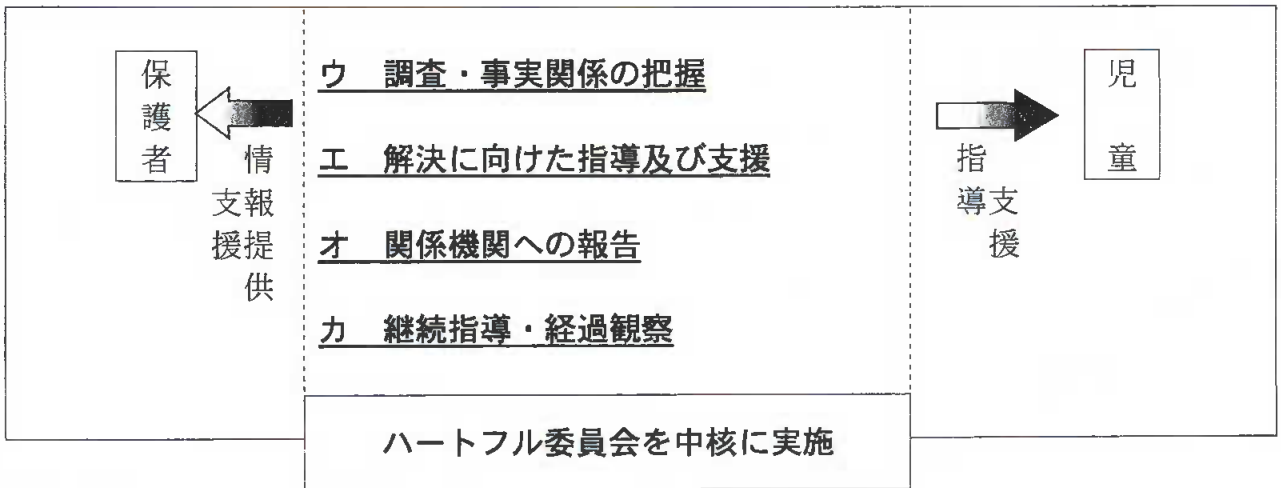 保護者
情報提供
支援
ウ 調査・事実関係の把握
エ 解決に向けた指導及び支援
オ 関係機関への報告
カ 継続指導・経過観察
ハートフル委員会を中核に実施
支援
指導
児童